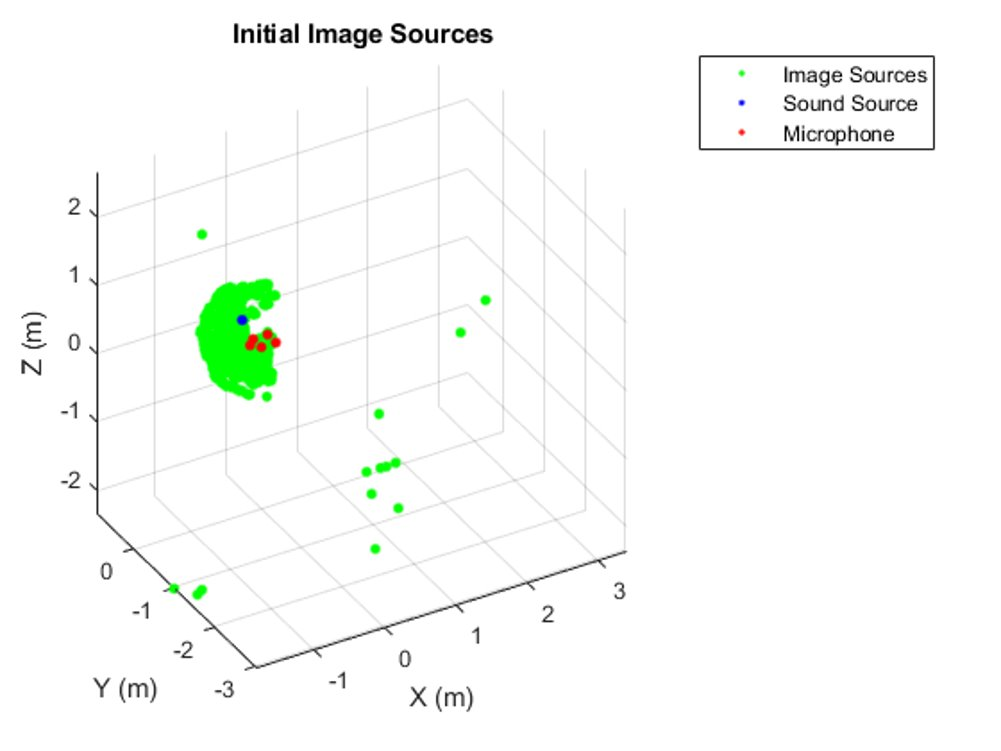 Initial Image Sources
Image Sources
Sound Source
Microphone
2
1
0
-1
-2
Z (m)
0
-1
-2
-3
Y (m)
-1
0
1
2
3
X (m)